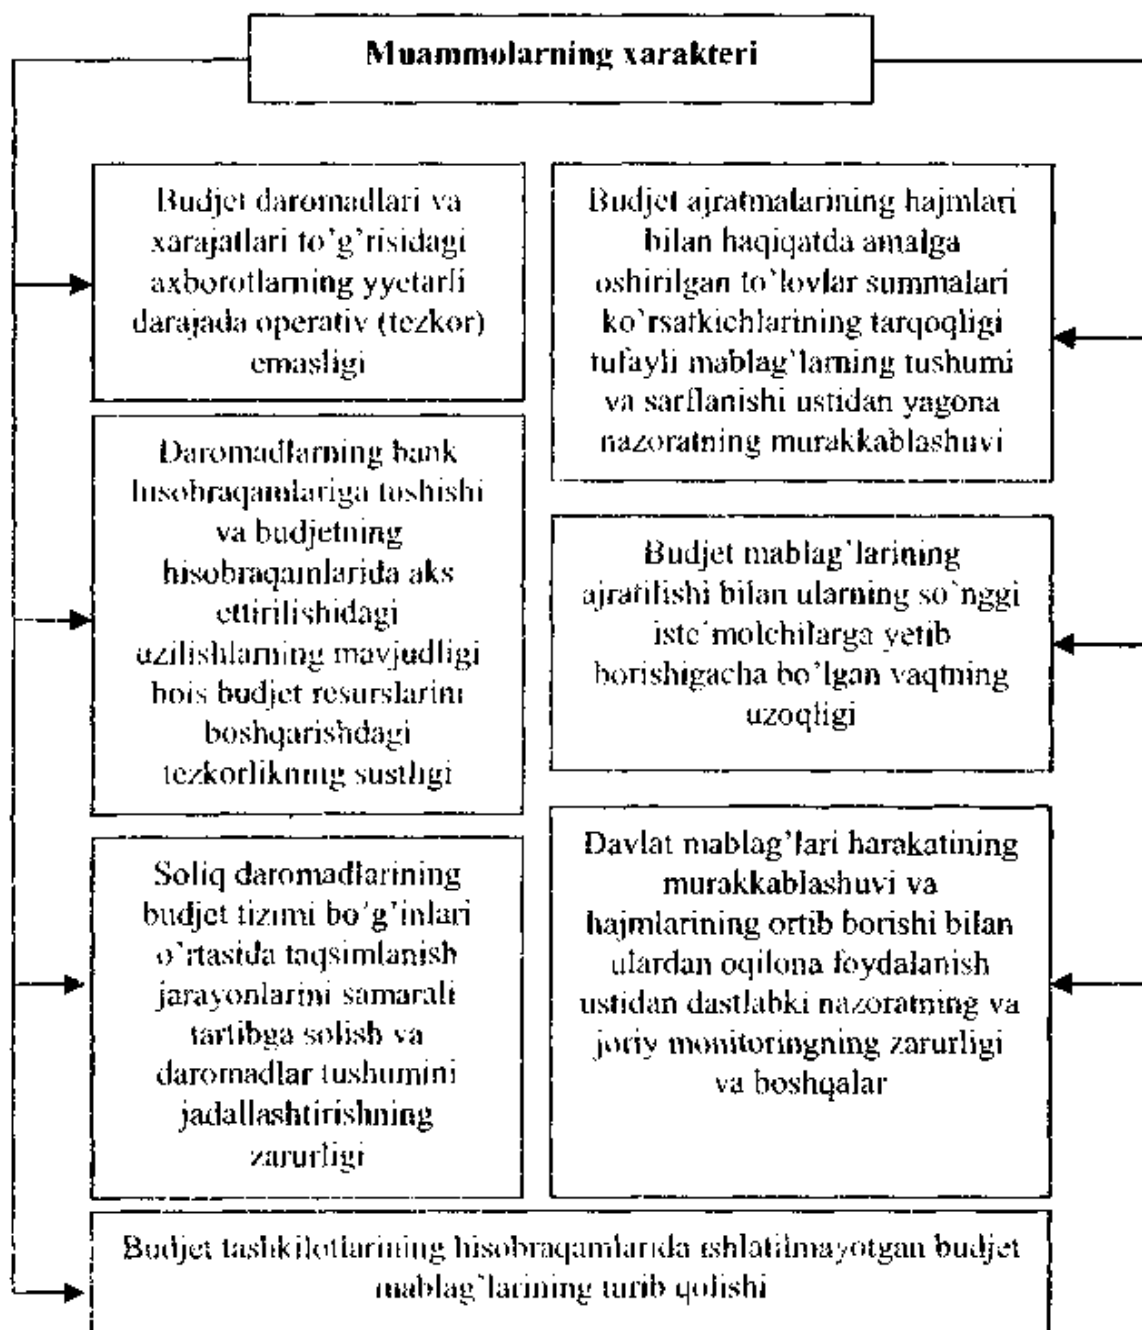 Muammolarning xarakteri
Budjet daromadlari va
xarajatlari to'g'risidagi
axborotlarning yyetarli
darajada operativ (tezkor)
emasligi
Daromadlarning bank
hisobraqamlariga tushishi
va budjetning
hisobraqamlarida aks
ettirilishidagi
uzilishlarning mavjudligi
bois budjet resurslarini
boshqarishdagi
tezkorlikning sustligi
Soliq daromadlarining
budjet tizimi bo'g'inlari
o'rtasida taqsimlanish
jarayonlarini samarali
tartibga solish va
daromadlar tushumini
jadallashtirishning
zarurligi
Budjet ajratmalarining hajmlari
bilan haqiqatda amalga
oshirilgan to`lovlar summalari
ko'rsatkichlarining tarqoqligi
tufayli mablag'larning tushumi
va sarflanishi ustidan yagona
nazoratning murakkablashuvi
Budjet mablag`larining
ajratilishi bilan ularning so`nggi
iste`molchilarga yetib
borishigacha bo'lgan vaqtning
uzoqligi
Davlat mablag'lari harakatining
murakkablashuvi va
hajmlarining ortib borishi bilan
ulardan oqilona foydalanish
ustidan dastlabki nazoratning va
joriy monitoringning zarurligi
va boshqalar
Budjet tashkilotlarining hisobraqamlarida ishlatilmayotgan budjet
mablag`larining turib qolishi